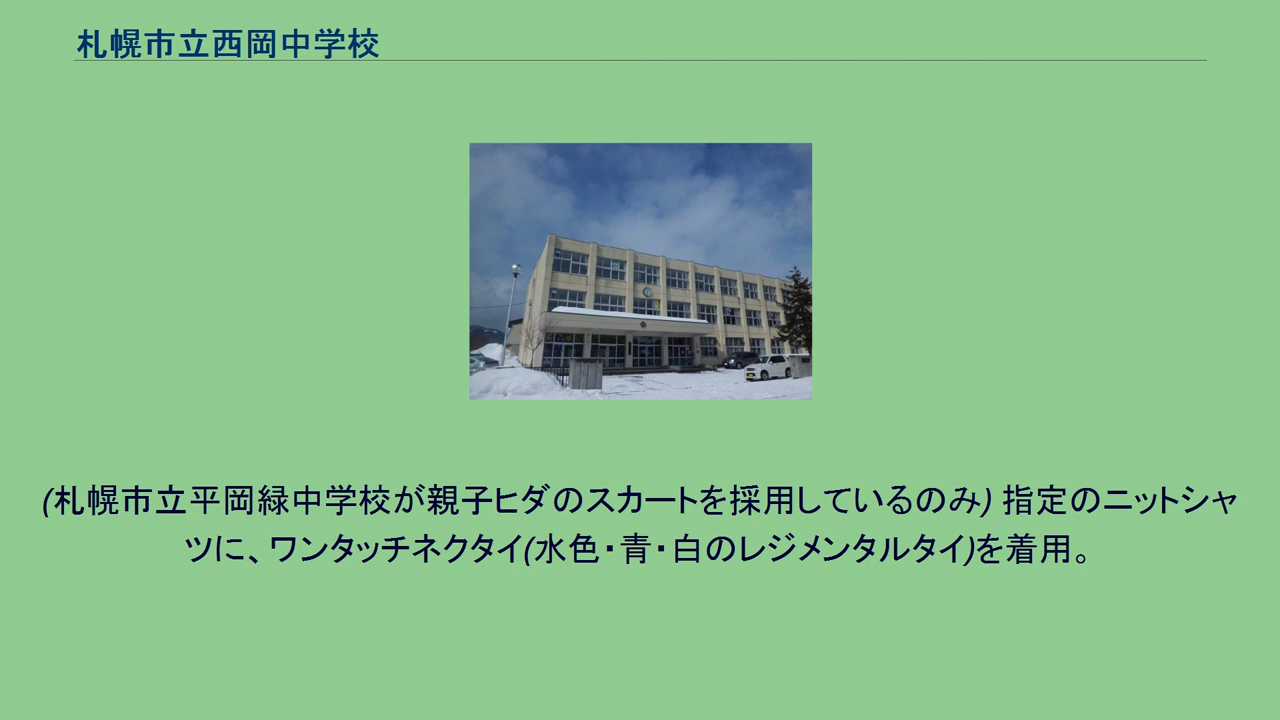 札幌市立西岡中学校
(札幌市立平岡緑中学校が親子ヒダのスカートを採用しているのみ) 指定のニットシャ
ツに、ワンタッチネクタイ(水色・青・白のレジメンタルタイ)を着用。